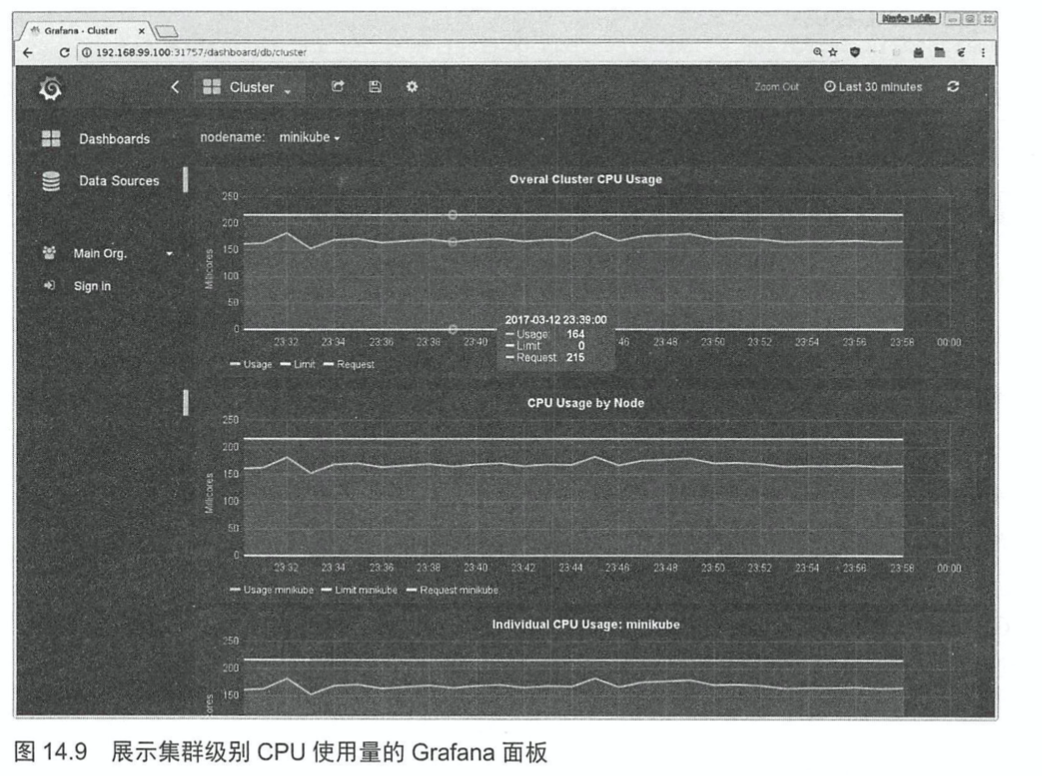 Marko Lukša
Grafana - Cluster x
192.168.99.100:31757/dashboard/db/cluster
Cluster
Zoom Out
Last 30 minutes
Dashboards
Data Sources
Main Org.
Sign in
nodename: minikube
Overal Cluster CPU Usage
Millicores
250
200
150
100
50
0
23:32 23:34 23:36 23:38 23:40 46 23:48 23:50 23:52 23:54 23:56 23:58 00:00
2017-03-12 23:39:00
Usage: 164
Limit 0
Request 215
Usage Limit Request
CPU Usage by Node
Millicores
250
200
150
100
50
0
23:32 23:34 23:36 23:38 23:40 23:42 23:44 23:46 23:48 23:50 23:52 23:54 23:56 23:58 00:00
Usage minikube Limit minikube Request minikube
Individual CPU Usage: minikube
250
200
150
ores
图 14.9 展示集群级别 CPU 使用量的 Grafana 面板